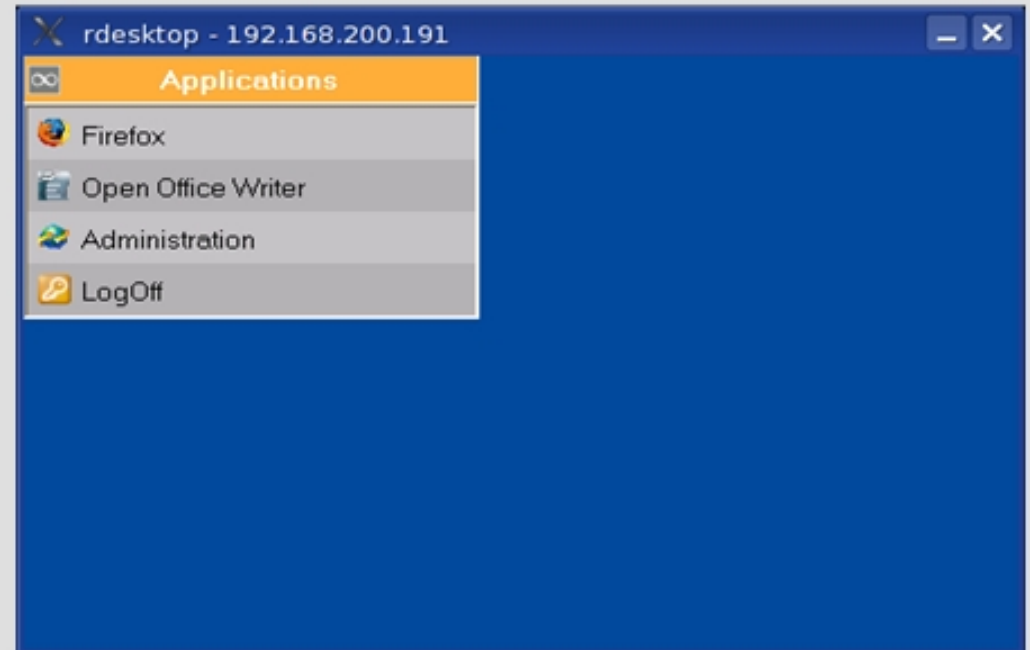 rdesktop - 192.168.200.191
Applications
Firefox
Open Office Writer
Administration
LogOff